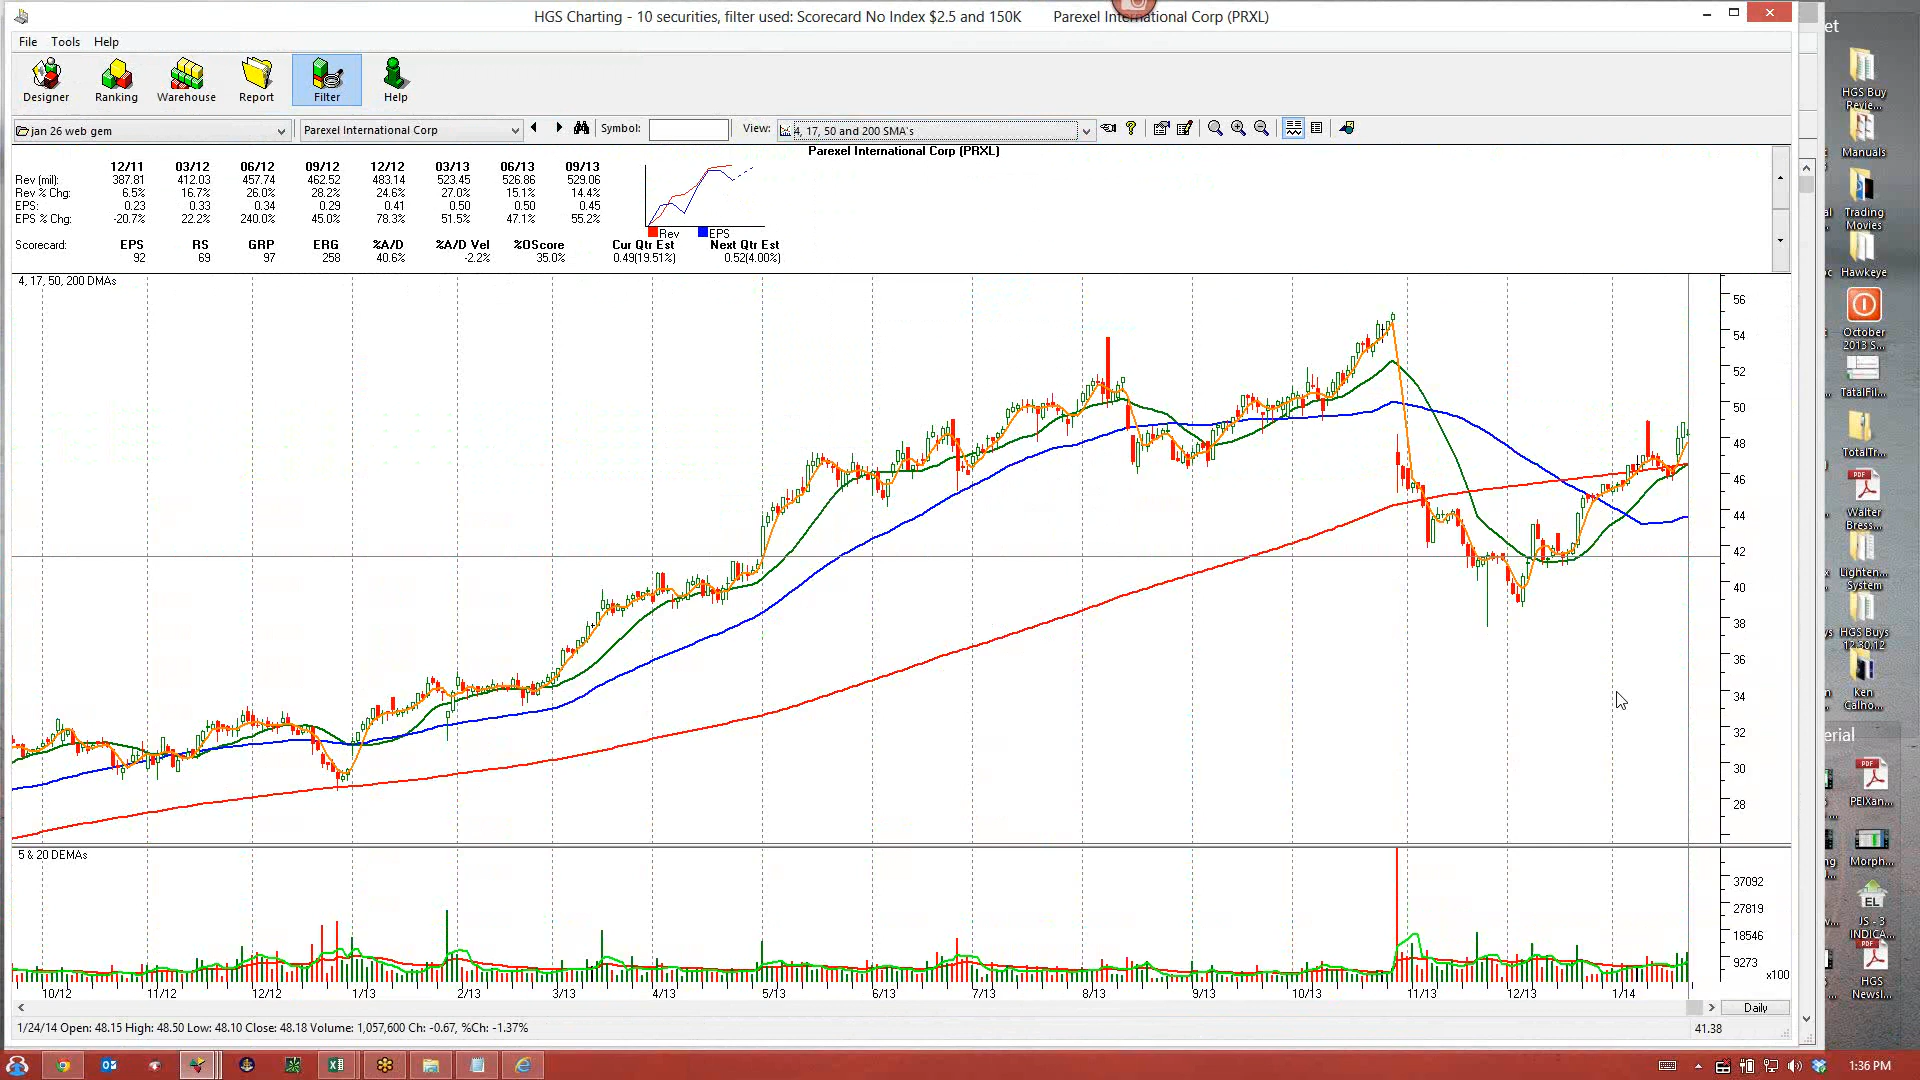 HGS Charting - 10 securities, filter used: Scorecard No Index $2.5 and 150K Parexel International Corp (PRXL)
File Tools Help
Designer Ranking Warehouse Report Filter Help
jan 26 web gem Parexel International Corp Symbol: View: 4, 17, 50 and 200 SMA's
Parexel International Corp (PRXL)
12/11 03/12 06/12 09/12 12/12 03/13 06/13 09/13
Rev (mil): 387.81 412.03 457.74 462.52 483.14 523.45 526.86 529.06
Rev % Chg: 6.5% 16.7% 26.0% 28.2% 24.6% 27.0% 15.1% 14.4%
EPS: 0.23 0.33 0.34 0.29 0.41 0.50 0.50 0.45
EPS % Chg: -20.7% 22.2% 240.0% 45.0% 78.3% 51.5% 47.1% 55.2%
Rev EPS
Scorecard: EPS RS GRP ERG %A/D %A/D Vel %OScore Cur Qtr Est Next Qtr Est
92 69 97 258 40.6% -2.2% 35.0% 0.49(19.51%) 0.52(4.00%)
4, 17, 50, 200 DMAs
56
54
52
50
48
46
44
42
40
38
36
34
32
30
28
5 & 20 DEMAs
37092
27819
18546
9273
x100
10/12 11/12 12/12 1/13 2/13 3/13 4/13 5/13 6/13 7/13 8/13 9/13 10/13 11/13 12/13 1/14
Daily
1/24/14 Open: 48.15 High: 48.50 Low: 48.10 Close: 48.18 Volume: 1,057,600 Ch: -0.67, %Ch: -1.37%
41.38
et
HGS Buy
Revie...
Manuals
Trading
Movies
Hawkeye
October
2013 S...
TatalFil...
TotalTr...
Walter
Bress...
Lighten...
System
HGS Buys
12.30.12
Ken
Calho...
erial
PEIXan...
Morph...
JS - 3
INDICA...
HGS
Newsl...
1:36 PM